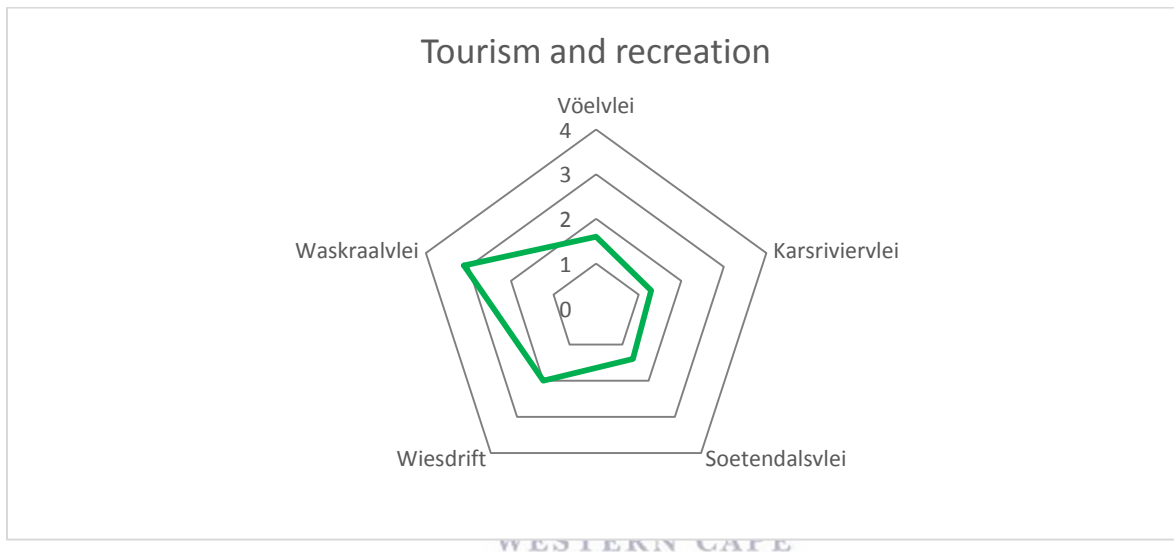 Tourism and recreation
Vöelvlei
4
3
2
1
0
Waskraalvlei
Karsriviervlei
Wiesdrift
Soetendalsvlei
WESTERN CAPE